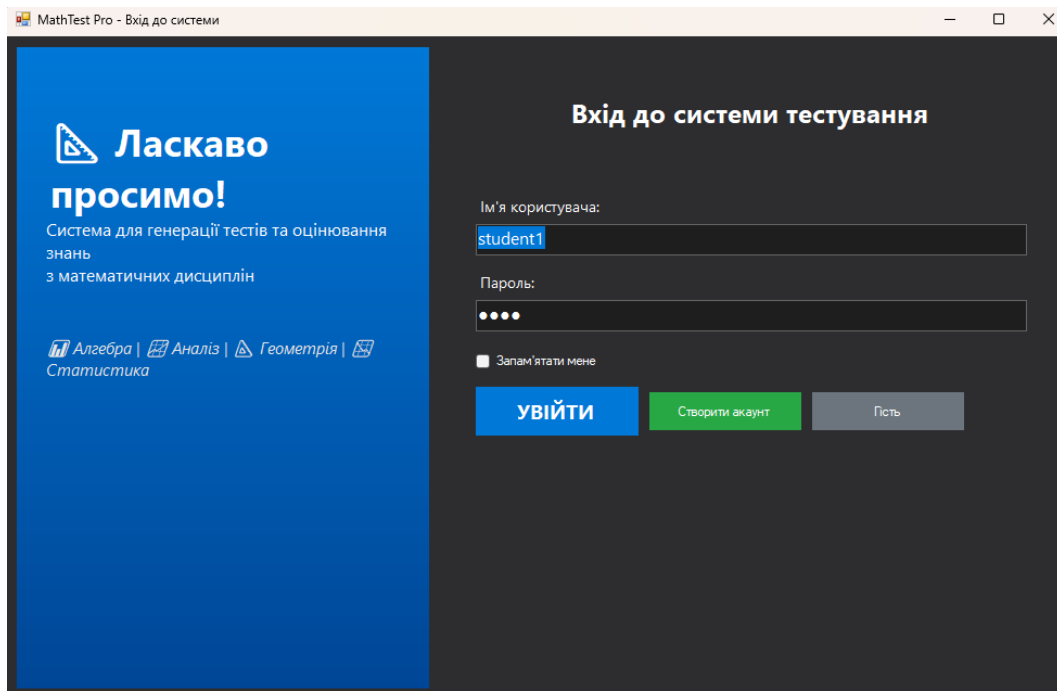 MathTest Pro - Вхід до системи
Ласкаво
просимо!
Система для генерації тестів та оцінювання
знань
з математичних дисциплін
Алгебра | Аналіз | Геометрія |
Статистика
Вхід до системи тестування
Ім'я користувача:
student1
Пароль:
••••
Запам'ятати мене
УВІЙТИ
Створити акаунт
Гість